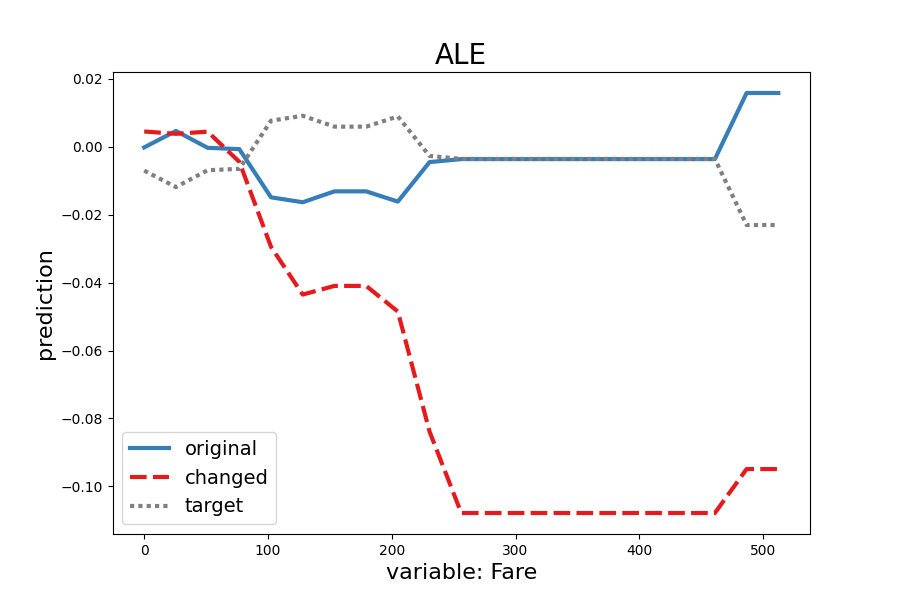 ALE
prediction
0.02
0.00
−0.02
−0.04
−0.06
−0.08
−0.10
original
changed
target
0
100
200
300
400
500
variable: Fare